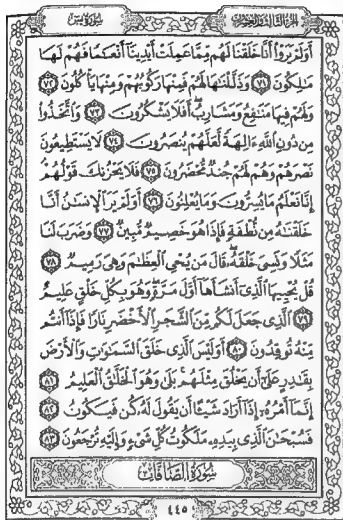 سورة يس
الجزء الثالث والعشرون
أَوَلَمْ يَرَوْا أَنَّا خَلَقْنَا لَهُم مِّمَّا عَمِلَتْ أَيْدِينَا أَنْعَامًا فَهُمْ لَهَا
مَالِكُونَ ٧١ وَذَلَّلْنَاهَا لَهُمْ فَمِنْهَا رَكُوبُهُمْ وَمِنْهَا يَأْكُلُونَ ٧٢
وَلَهُمْ فِيهَا مَنَافِعُ وَمَشَارِبُ أَفَلَا يَشْكُرُونَ ٧٣ وَاتَّخَذُوا
مِن دُونِ اللَّهِ آلِهَةً لَّعَلَّهُمْ يُنصَرُونَ ٧٤ لَا يَسْتَطِيعُونَ
نَصْرَهُمْ وَهُمْ لَهُمْ جُندٌ مُّحْضَرُونَ ٧٥ فَلَا يَحْزُنكَ قَوْلُهُمْ
إِنَّا نَعْلَمُ مَا يُسِرُّونَ وَمَا يُعْلِنُونَ ٧٦ أَوَلَمْ يَرَ الْإِنسَانُ أَنَّا
خَلَقْنَاهُ مِن نُّطْفَةٍ فَإِذَا هُوَ خَصِيمٌ مُّبِينٌ ٧٧ وَضَرَبَ لَنَا
مَثَلًا وَنَسِيَ خَلْقَهُ قَالَ مَن يُحْيِي الْعِظَامَ وَهِيَ رَمِيمٌ ٧٨
قُلْ يُحْيِيهَا الَّذِي أَنشَأَهَا أَوَّلَ مَرَّةٍ وَهُوَ بِكُلِّ خَلْقٍ عَلِيمٌ
٧٩ الَّذِي جَعَلَ لَكُم مِّنَ الشَّجَرِ الْأَخْضَرِ نَارًا فَإِذَا أَنتُم
مِّنْهُ تُوقِدُونَ ٨٠ أَوَلَيْسَ الَّذِي خَلَقَ السَّمَاوَاتِ وَالْأَرْضَ
بِقَادِرٍ عَلَى أَن يَخْلُقَ مِثْلَهُم بَلَى وَهُوَ الْخَلَّاقُ الْعَلِيمُ ٨١
إِنَّمَا أَمْرُهُ إِذَا أَرَادَ شَيْئًا أَن يَقُولَ لَهُ كُن فَيَكُونُ ٨٢
فَسُبْحَانَ الَّذِي بِيَدِهِ مَلَكُوتُ كُلِّ شَيْءٍ وَإِلَيْهِ تُرْجَعُونَ ٨٣
سورة الصافات
٤٤٥